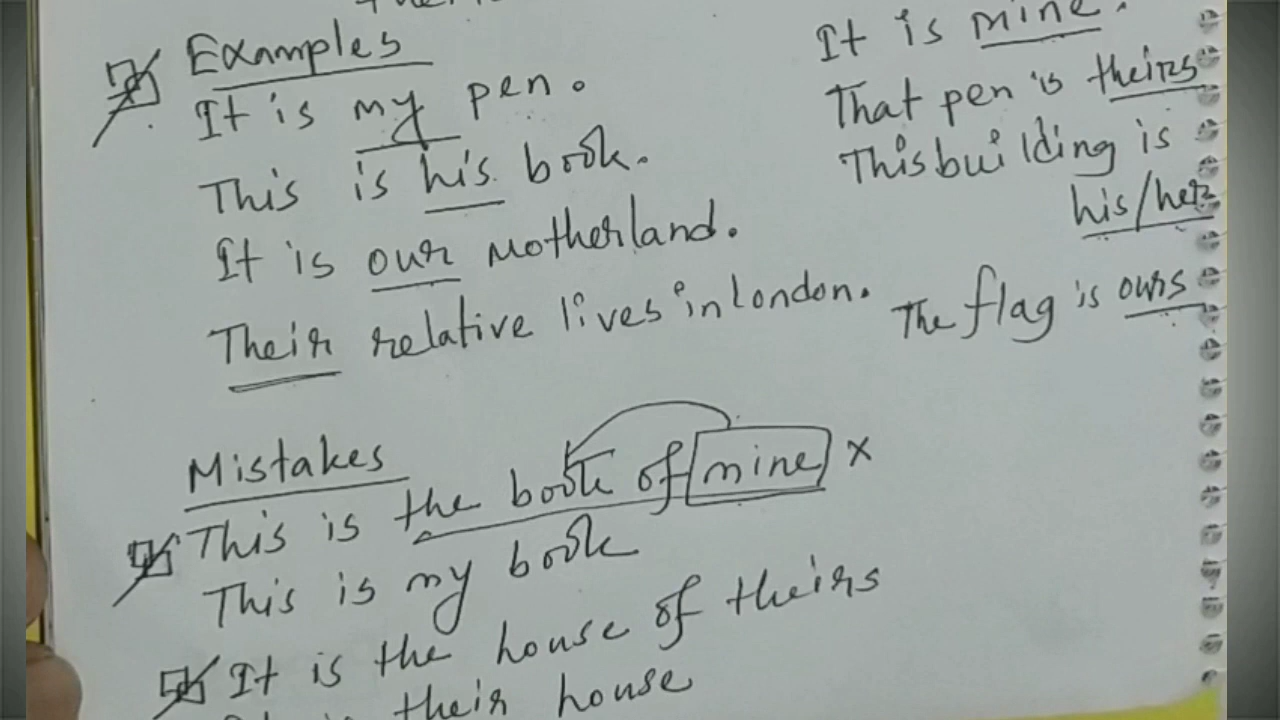 Examples
It is my pen.
This is his book.
It is our Motherland.
Their relative lives in london.
It is mine.
That pen is theirs
This building is
his/her
The flag is ours
Mistakes
This is the book of mine x
This is my book
It is the house of theirs
their house